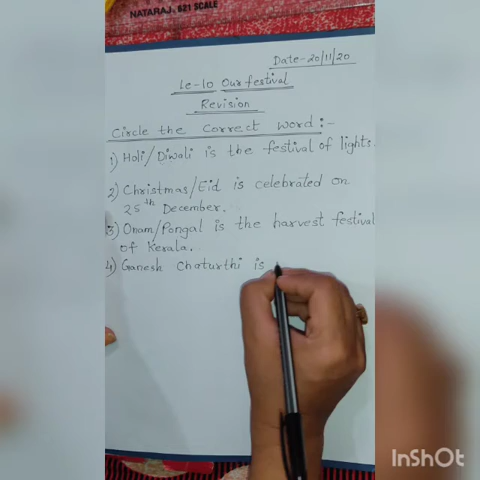 NATARAJ. 621 SCALE
Date-20/11/20
Le-10 Our festival
Revision
Circle the correct word:-
1) Holi/Diwali is the festival of lights.
2) Christmas/Eid is celebrated on
25th December.
3) Onam/Pongal is the harvest festival
of Kerala.
4) Ganesh Chaturthi is
InShOt